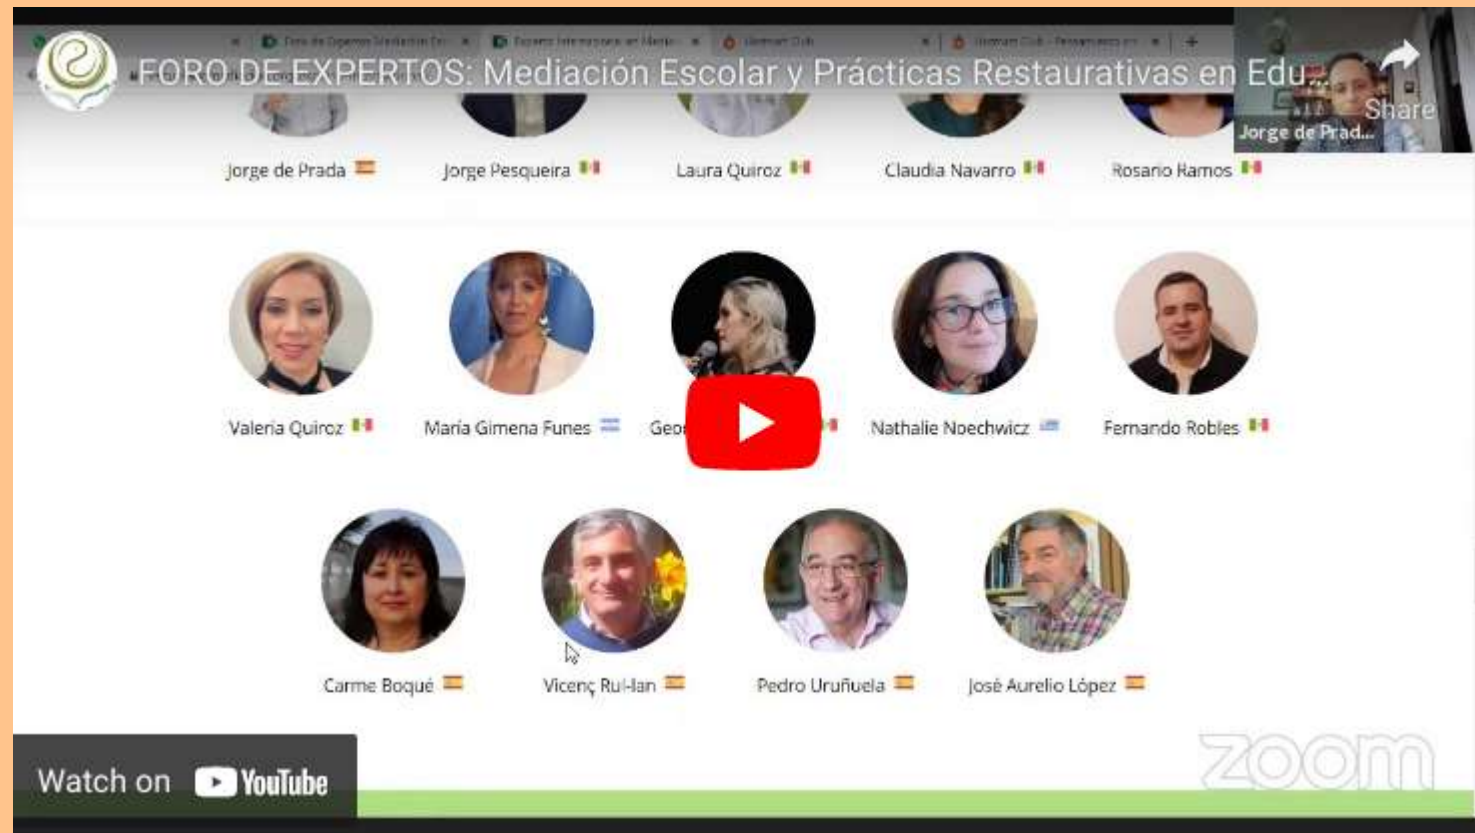 FORO DE EXPERTOS: Mediación Escolar y Prácticas Restaurativas en Edu...
Share
Jorge de Prad...
Jorge de Prada
Jorge Pesqueira
Laura Quiroz
Claudia Navarro
Rosario Ramos
Valeria Quiroz
María Gimena Funes
Geor
Nathalie Noechwicz
Fernando Robles
Carme Boqué
Vicenç Rul-lan
Pedro Uruñuela
José Aurelio López
Watch on YouTube
zoom